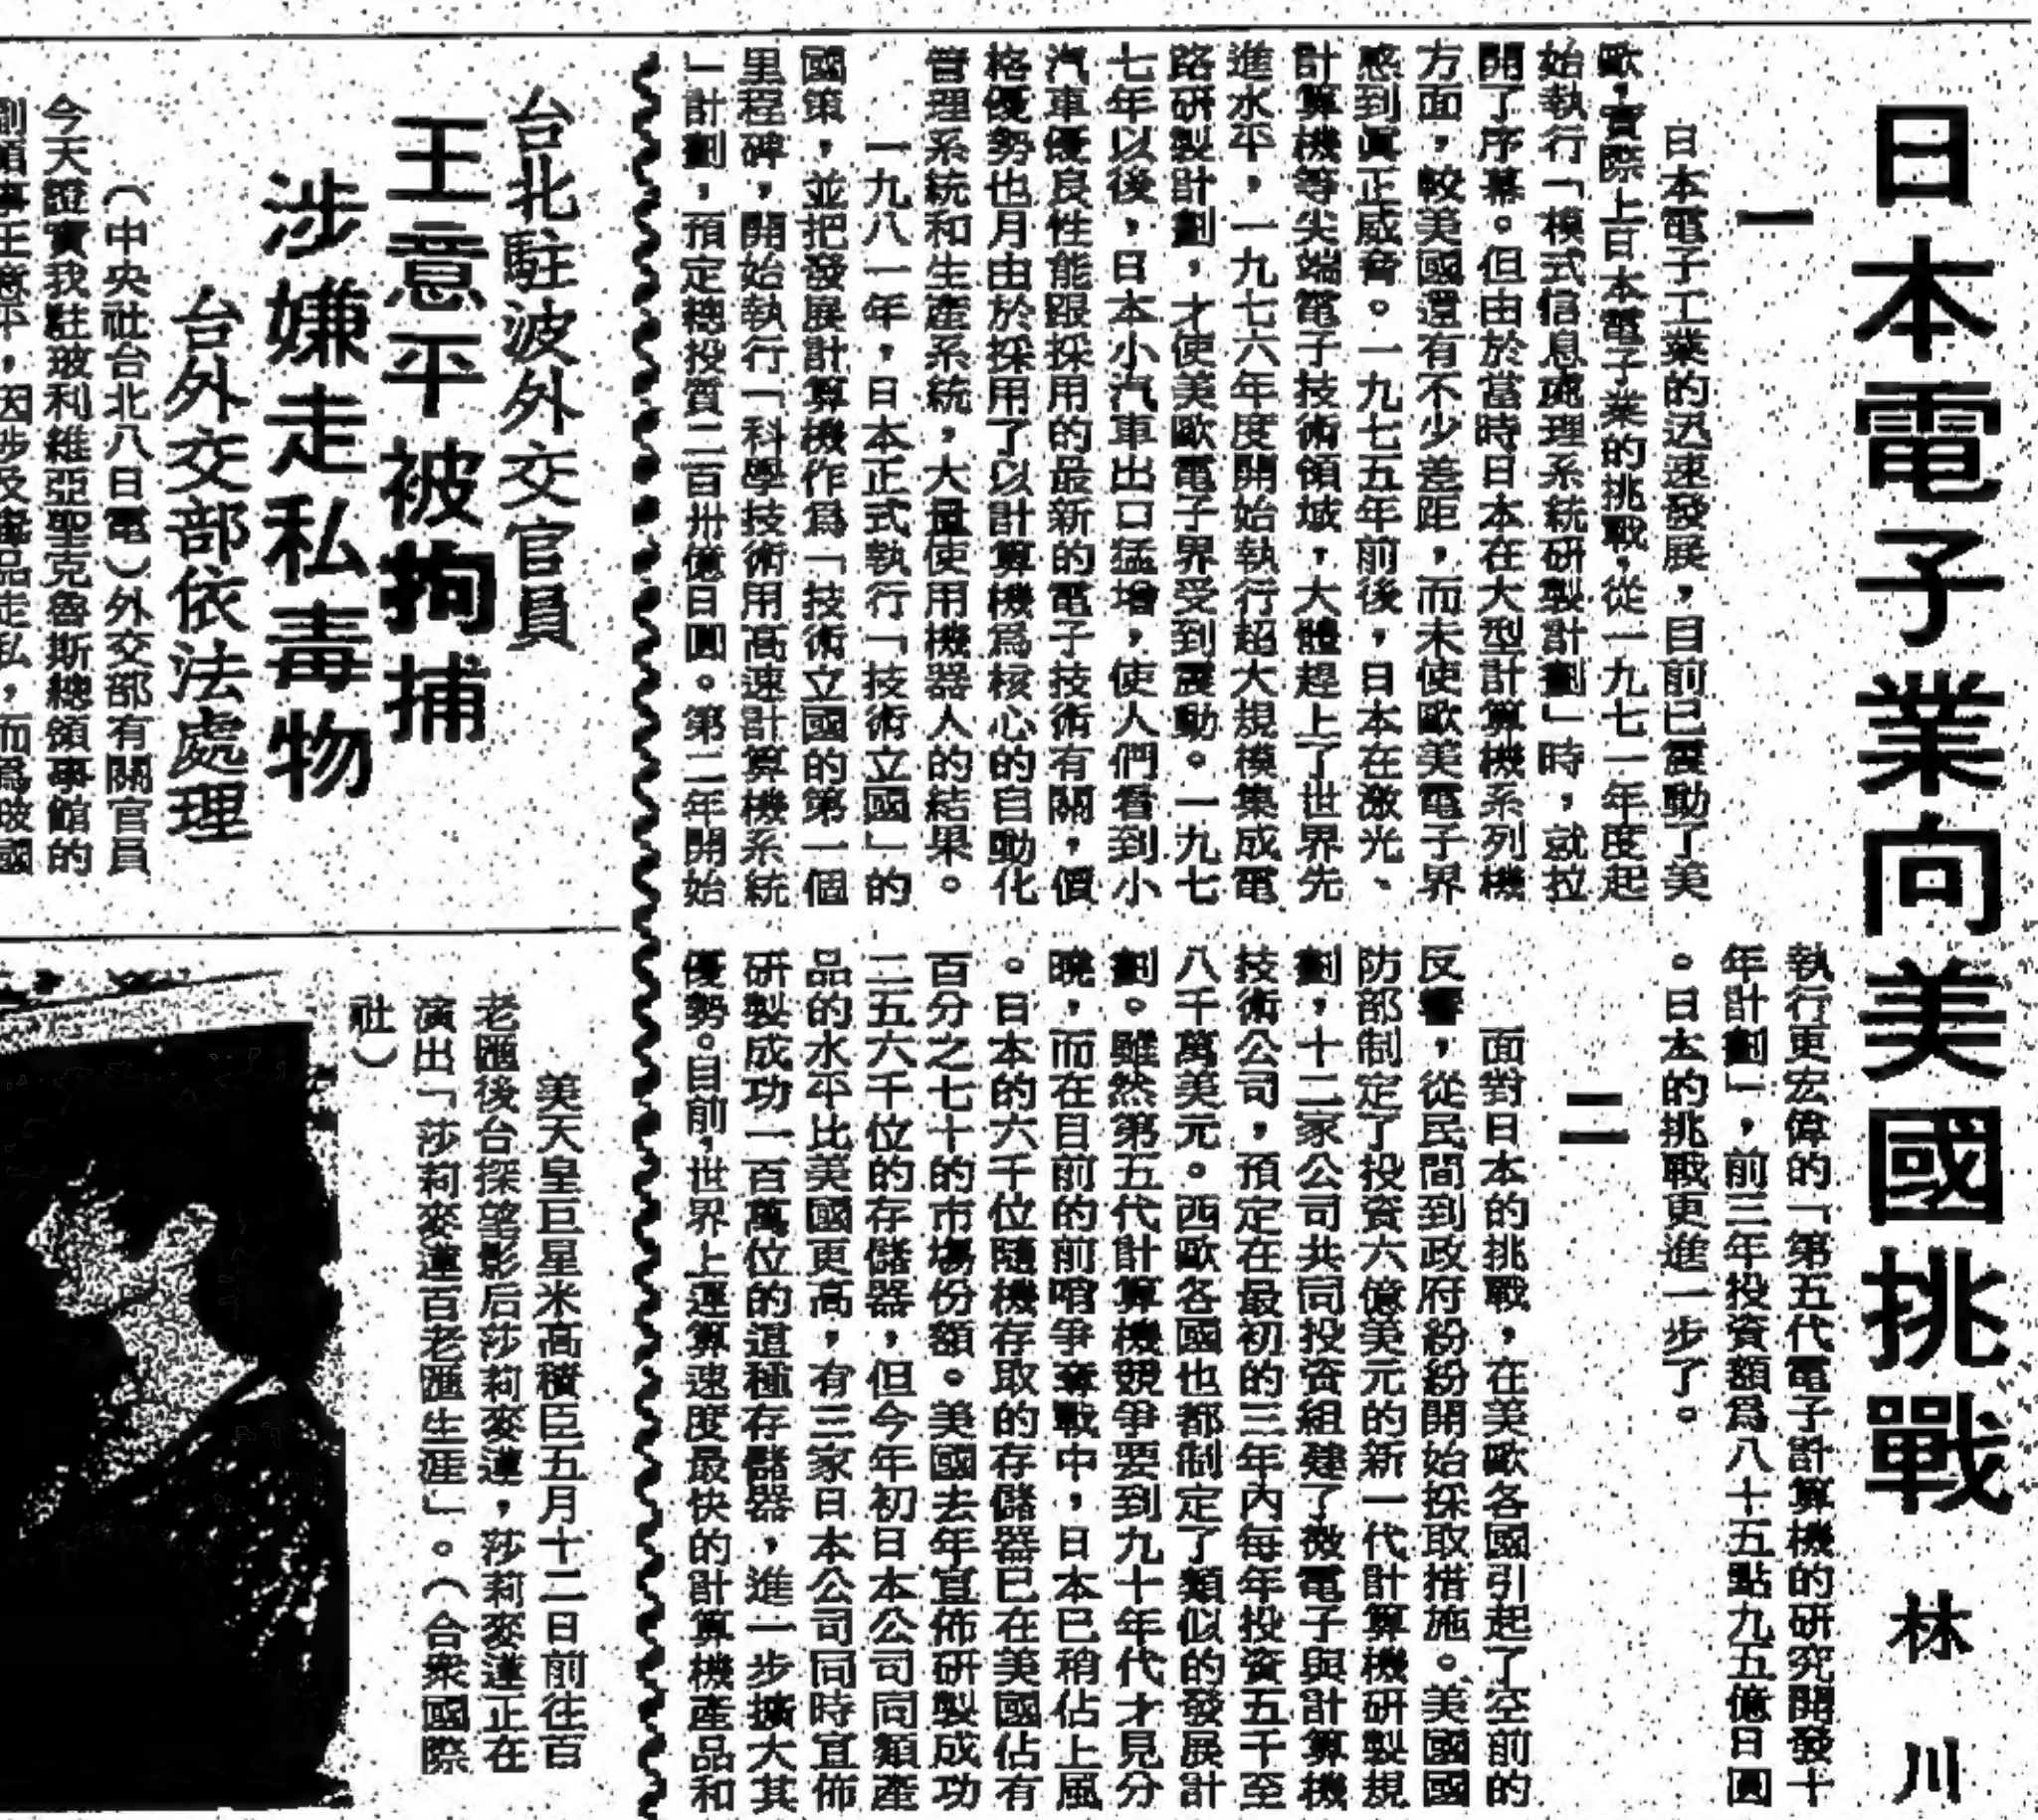 日本電子業向美國挑戰
林川
一
日本電子工業的迅速發展，目前已震動了美
歐，實際上日本電子業的挑戰，從一九七一年度起
始執行「模式信息處理系統研製計劃」時，就拉
開了序幕。但由於當時日本在大型計算機系列機
方面，較美國還有不少差距，而未使歐美電子界
感到眞正威脅。一九七五年前後，日本在激光、
計算機等尖端電子技術領域，大體趕上了世界先
進水平，一九七六年度開始執行超大規模集成電
路研製計劃，才使美歐電子界受到震動。一九七
七年以後，日本小汽車出口猛增，使人們看到小
汽車優良性能跟採用的最新的電子技術有關，價
格優勢也月由於採用了以計算機爲核心的自動化
管理系統和生產系統，大量使用機器人的結果。
一九八一年，日本正式執行「技術立國」的
國策，並把發展計算機作爲「技術立國的第一個
里程碑，開始執行「科學技術用高速計算機系統
」計劃，預定總投質二百卅億日圓。第二年開始
執行更宏偉的「第五代電子計算機的研究開發十
年計劃」，前三年投資額爲八十五點九五億日圓
。日本的挑戰更進一步了。
二
面對日本的挑戰，在美歐各國引起了空前的
反響，從民間到政府紛紛開始採取措施。美國國
防部制定了投資六億美元的新一代計算機研製規
劃，十二家公司共同投資組建了微電子與計算機
技術公司，預定在最初的三年內每年投資五千至
八千萬美元。西歐各國也都制定了類似的發展計
劃。雖然第五代計算機競爭要到九十年代才見分
曉，而在目前的前哨爭奪戰中，日本已稍佔上風
。日本的六千位隨機存取的存儲器已在美國佔有
百分之七十的市場份額。美國去年宣佈研製成功
二五六千位的存儲器，但今年初日本公司同類產
品的水平比美國更高，有三家日本公司同時宣佈
研製成功一百萬位的這種存儲器，進一步擴大其
優勢。目前，世界上運算速度最快的計算機產品和
台北駐波外交官員
王意平被拘捕
涉嫌走私毒物
台外交部依法處理
（中央社台北八日電）外交部有關官員
今天證實我駐玻利維亞聖克魯斯總領事館的
副領事王意平，因涉及毒品走私，而爲玻國
美天皇巨星米高積臣五月十二日前往百
老匯後台探望影后莎莉麥蓮，莎莉麥蓮正在
演出「莎莉麥蓮百老匯生涯」。（合衆國際
社）